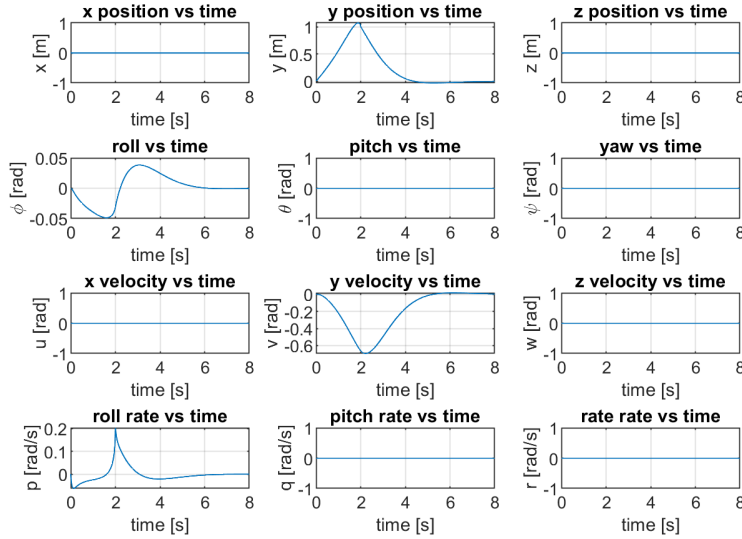 x position vs time
1
0
-1
x [m]
0 2 4 6 8
time [s]
y position vs time
1
0.5
0
y [m]
0 2 4 6 8
time [s]
z position vs time
1
0
-1
z [m]
0 2 4 6 8
time [s]
roll vs time
0.05
0
-0.05
ϕ [rad]
0 2 4 6 8
time [s]
pitch vs time
1
0
-1
θ [rad]
0 2 4 6 8
time [s]
yaw vs time
1
0
-1
ψ [rad]
0 2 4 6 8
time [s]
x velocity vs time
1
0
-1
u [rad]
0 2 4 6 8
time [s]
y velocity vs time
0
-0.2
-0.4
-0.6
v [rad]
0 2 4 6 8
time [s]
z velocity vs time
1
0
-1
w [rad]
0 2 4 6 8
time [s]
roll rate vs time
0.2
0.1
0
p [rad/s]
0 2 4 6 8
time [s]
pitch rate vs time
1
0
-1
q [rad/s]
0 2 4 6 8
time [s]
rate rate vs time
1
0
-1
r [rad/s]
0 2 4 6 8
time [s]